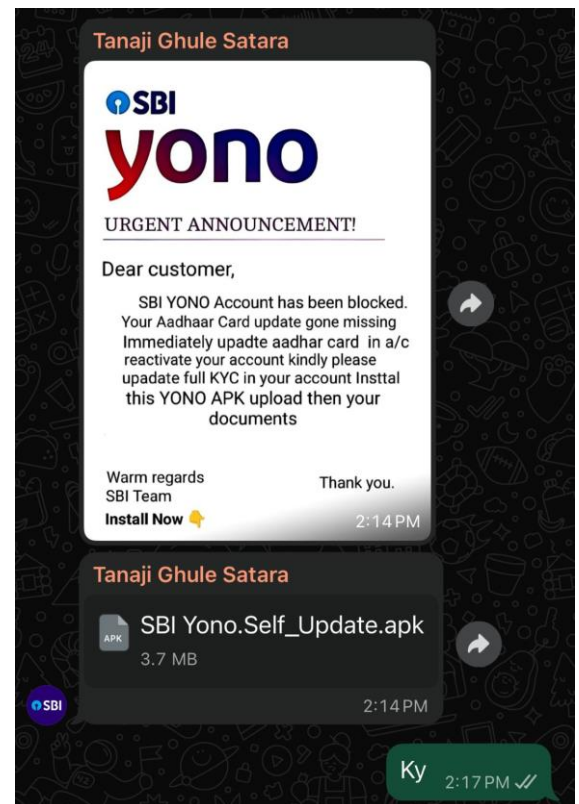 Tanaji Ghule Satara
SBI
yono
URGENT ANNOUNCEMENT!
Dear customer,
SBI YONO Account has been blocked.
Your Aadhaar Card update gone missing
Immediately upadte aadhar card in a/c
reactivate your account kindly please
upadate full KYC in your account Insttal
this YONO APK upload then your
documents
Warm regards
Thank you.
SBI Team
Install Now 👇
2:14 PM
Tanaji Ghule Satara
APK
SBI Yono.Self_Update.apk
3.7 MB
SBI
2:14 PM
Ky
2:17 PM